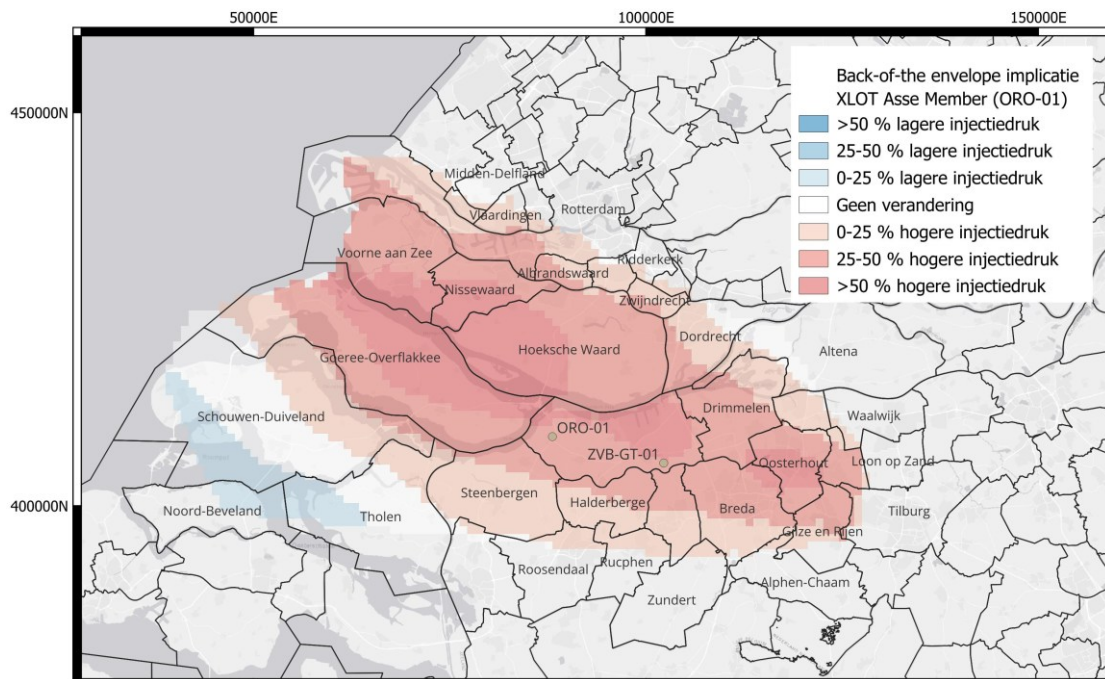 50000E
100000E
150000E
450000N
400000N
Back-of-the envelope implicatie
XLOT Asse Member (ORO-01)
>50 % lagere injectiedruk
25-50 % lagere injectiedruk
0-25 % lagere injectiedruk
Geen verandering
0-25 % hogere injectiedruk
25-50 % hogere injectiedruk
>50 % hogere injectiedruk
Midden-Delfland
Vlaardingen
Rotterdam
Voorne aan Zee
Ridderkerk
Albrandswaard
Nissewaard
Zwijndrecht
Dordrecht
Hoeksche Waard
Altena
Goeree-Overflakkee
Drimmelen
Waalwijk
Schouwen-Duiveland
ORO-01
ZVB-GT-01
Oosterhout
Loon op Zand
Steenbergen
Halderberge
Breda
Noord-Beveland
Tholen
Tilburg
Gilze en Rijen
Roosendaal
Rucphen
Alphen-Chaam
Zundert